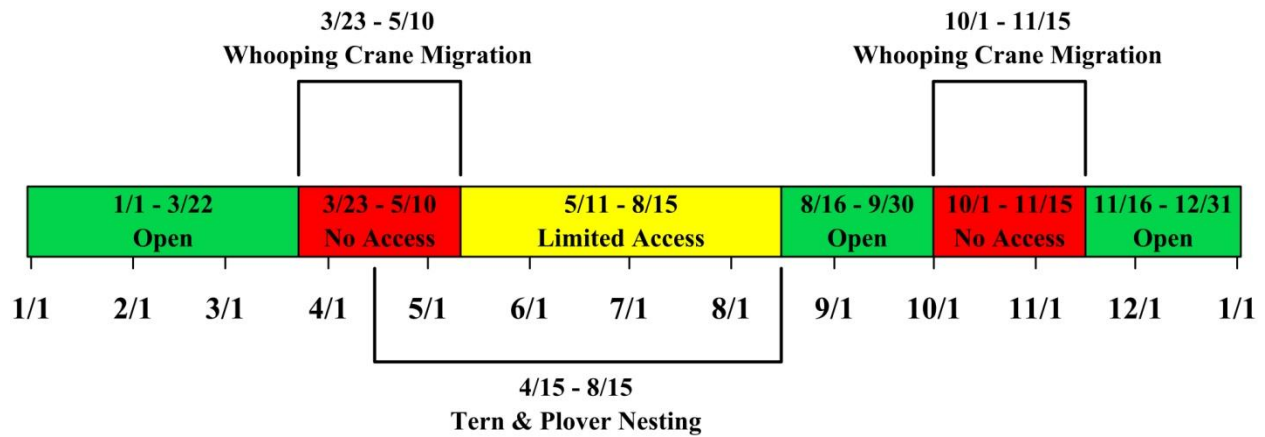 3/23 - 5/10
Whooping Crane Migration
10/1 - 11/15
Whooping Crane Migration
1/1 - 3/22
Open
3/23 - 5/10
No Access
5/11 - 8/15
Limited Access
8/16 - 9/30
Open
10/1 - 11/15
No Access
11/16 - 12/31
Open
1/1 2/1 3/1 4/1 5/1 6/1 7/1 8/1 9/1 10/1 11/1 12/1 1/1
4/15 - 8/15
Tern & Plover Nesting